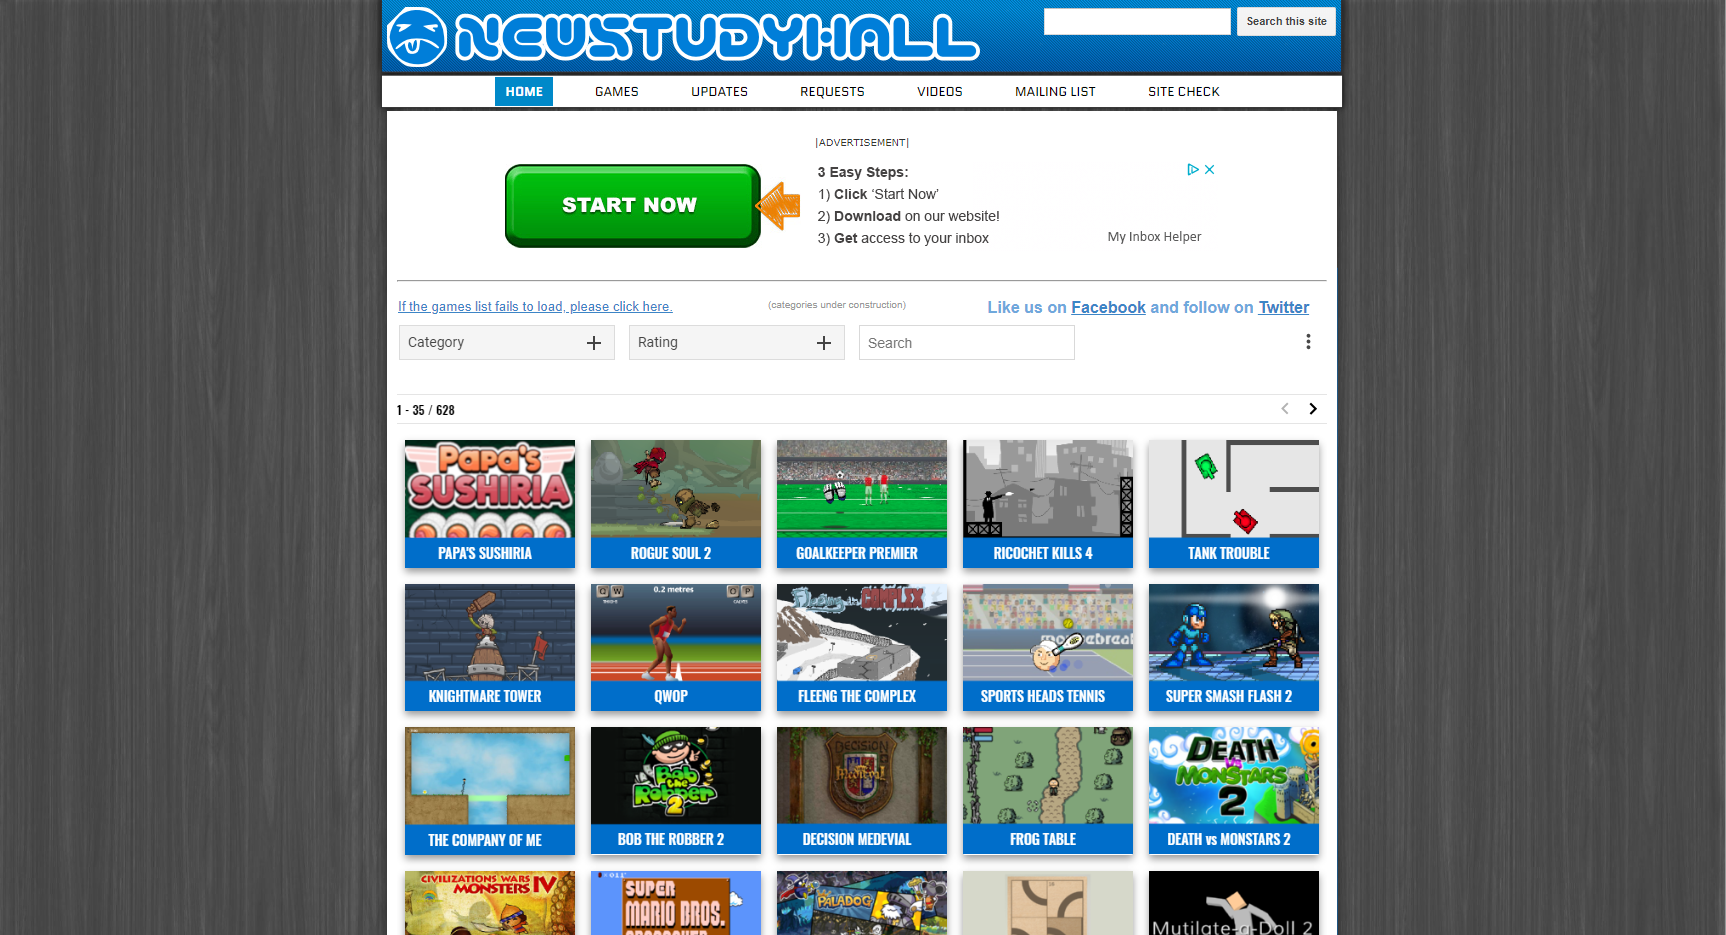 NEWSTUDYHALL
Search this site
HOME
GAMES
UPDATES
REQUESTS
VIDEOS
MAILING LIST
SITE CHECK
|ADVERTISEMENT|
START NOW
3 Easy Steps:
1) Click ‘Start Now’
2) Download on our website!
3) Get access to your inbox
My Inbox Helper
If the games list fails to load, please click here.
(categories under construction)
Like us on Facebook and follow on Twitter
Category
Rating
Search
1 - 35 / 628
Papa's
SUSHIRIA
PAPA'S SUSHIRIA
ROGUE SOUL 2
GOALKEEPER PREMIER
RICOCHET KILLS 4
TANK TROUBLE
KNIGHTMARE TOWER
Q W
0.2 metres
O P
THIGHS
CALVES
QWOP
Fleeing the COMPLEX
FLEENG THE COMPLEX
mousebreak
SPORTS HEADS TENNIS
SUPER SMASH FLASH 2
THE COMPANY OF ME
Bob
the
Robber
2
BOB THE ROBBER 2
DECISION
Medieval
DECISION MEDEVIAL
FROG TABLE
DEATH
vs
MONSTARS
2
DEATH vs MONSTARS 2
CIVILIZATIONS WARS
MONSTERS IV
SUPER
MARIO BROS.
CROSSOVER
PALADOG
Mutilate-a-Doll 2